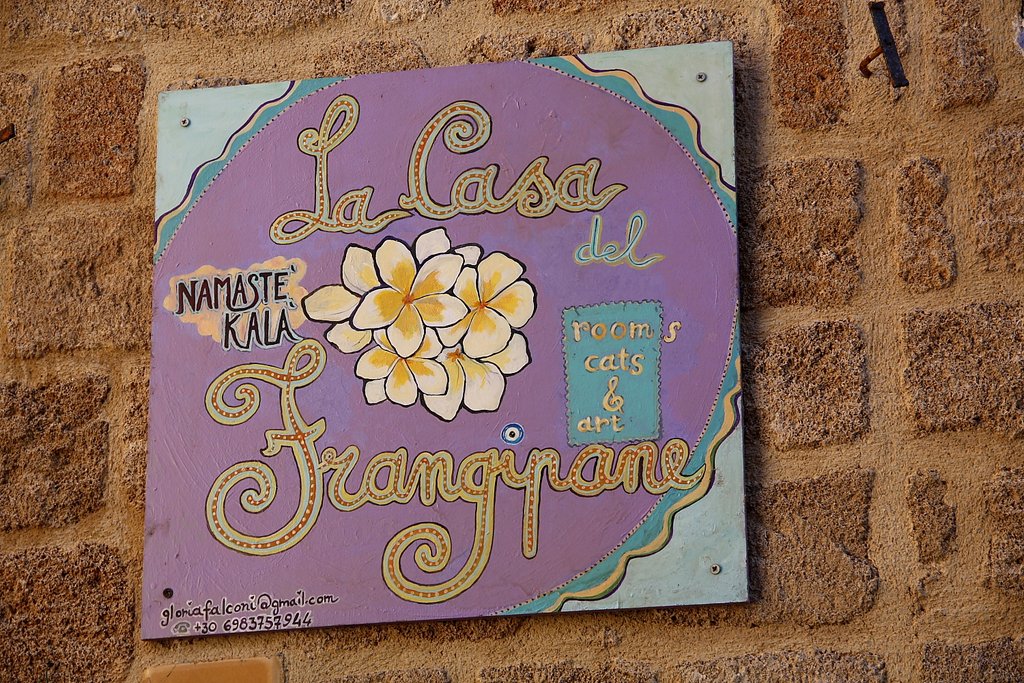 La Casa
del
NAMASTE'
KALA'
rooms
cats
&
art
Frangipane
gloriafalconi@gmail.com
☎ +30 6983757944